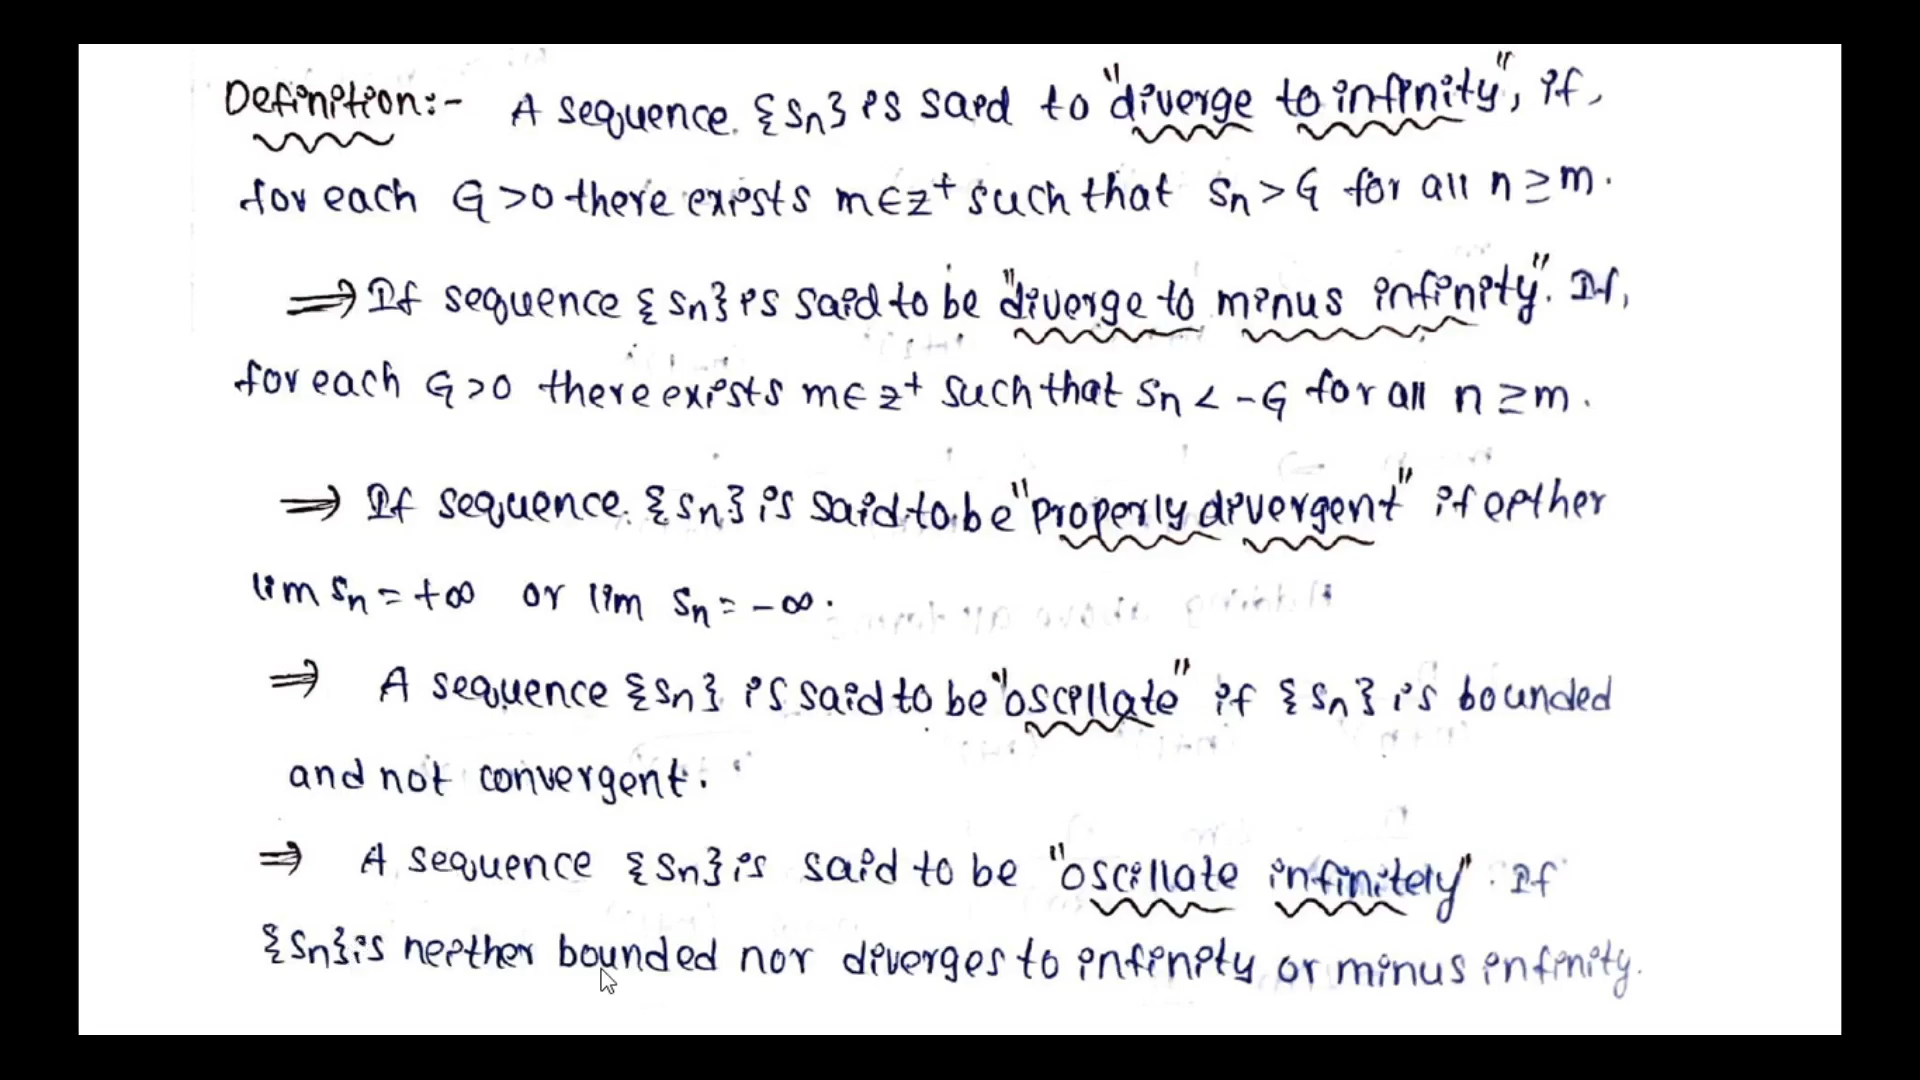 Definition:- A sequence {Sn} is said to "diverge to infinity", if,
for each G>0 there exists m∈z+ such that Sn>G for all n≥m.
⇒ If sequence {Sn} is said to be "diverge to minus infinity". If,
for each G>0 there exists m∈z+ such that Sn < -G for all n≥m.
⇒ If sequence {Sn} is said to be "properly divergent" if either
lim Sn = +∞ or lim Sn = -∞.
⇒ A sequence {Sn} is said to be "oscillate" if {Sn} is bounded
and not convergent.
⇒ A sequence {Sn} is said to be "oscillate infinitely". If
{Sn} is neither bounded nor diverges to infinity or minus infinity.